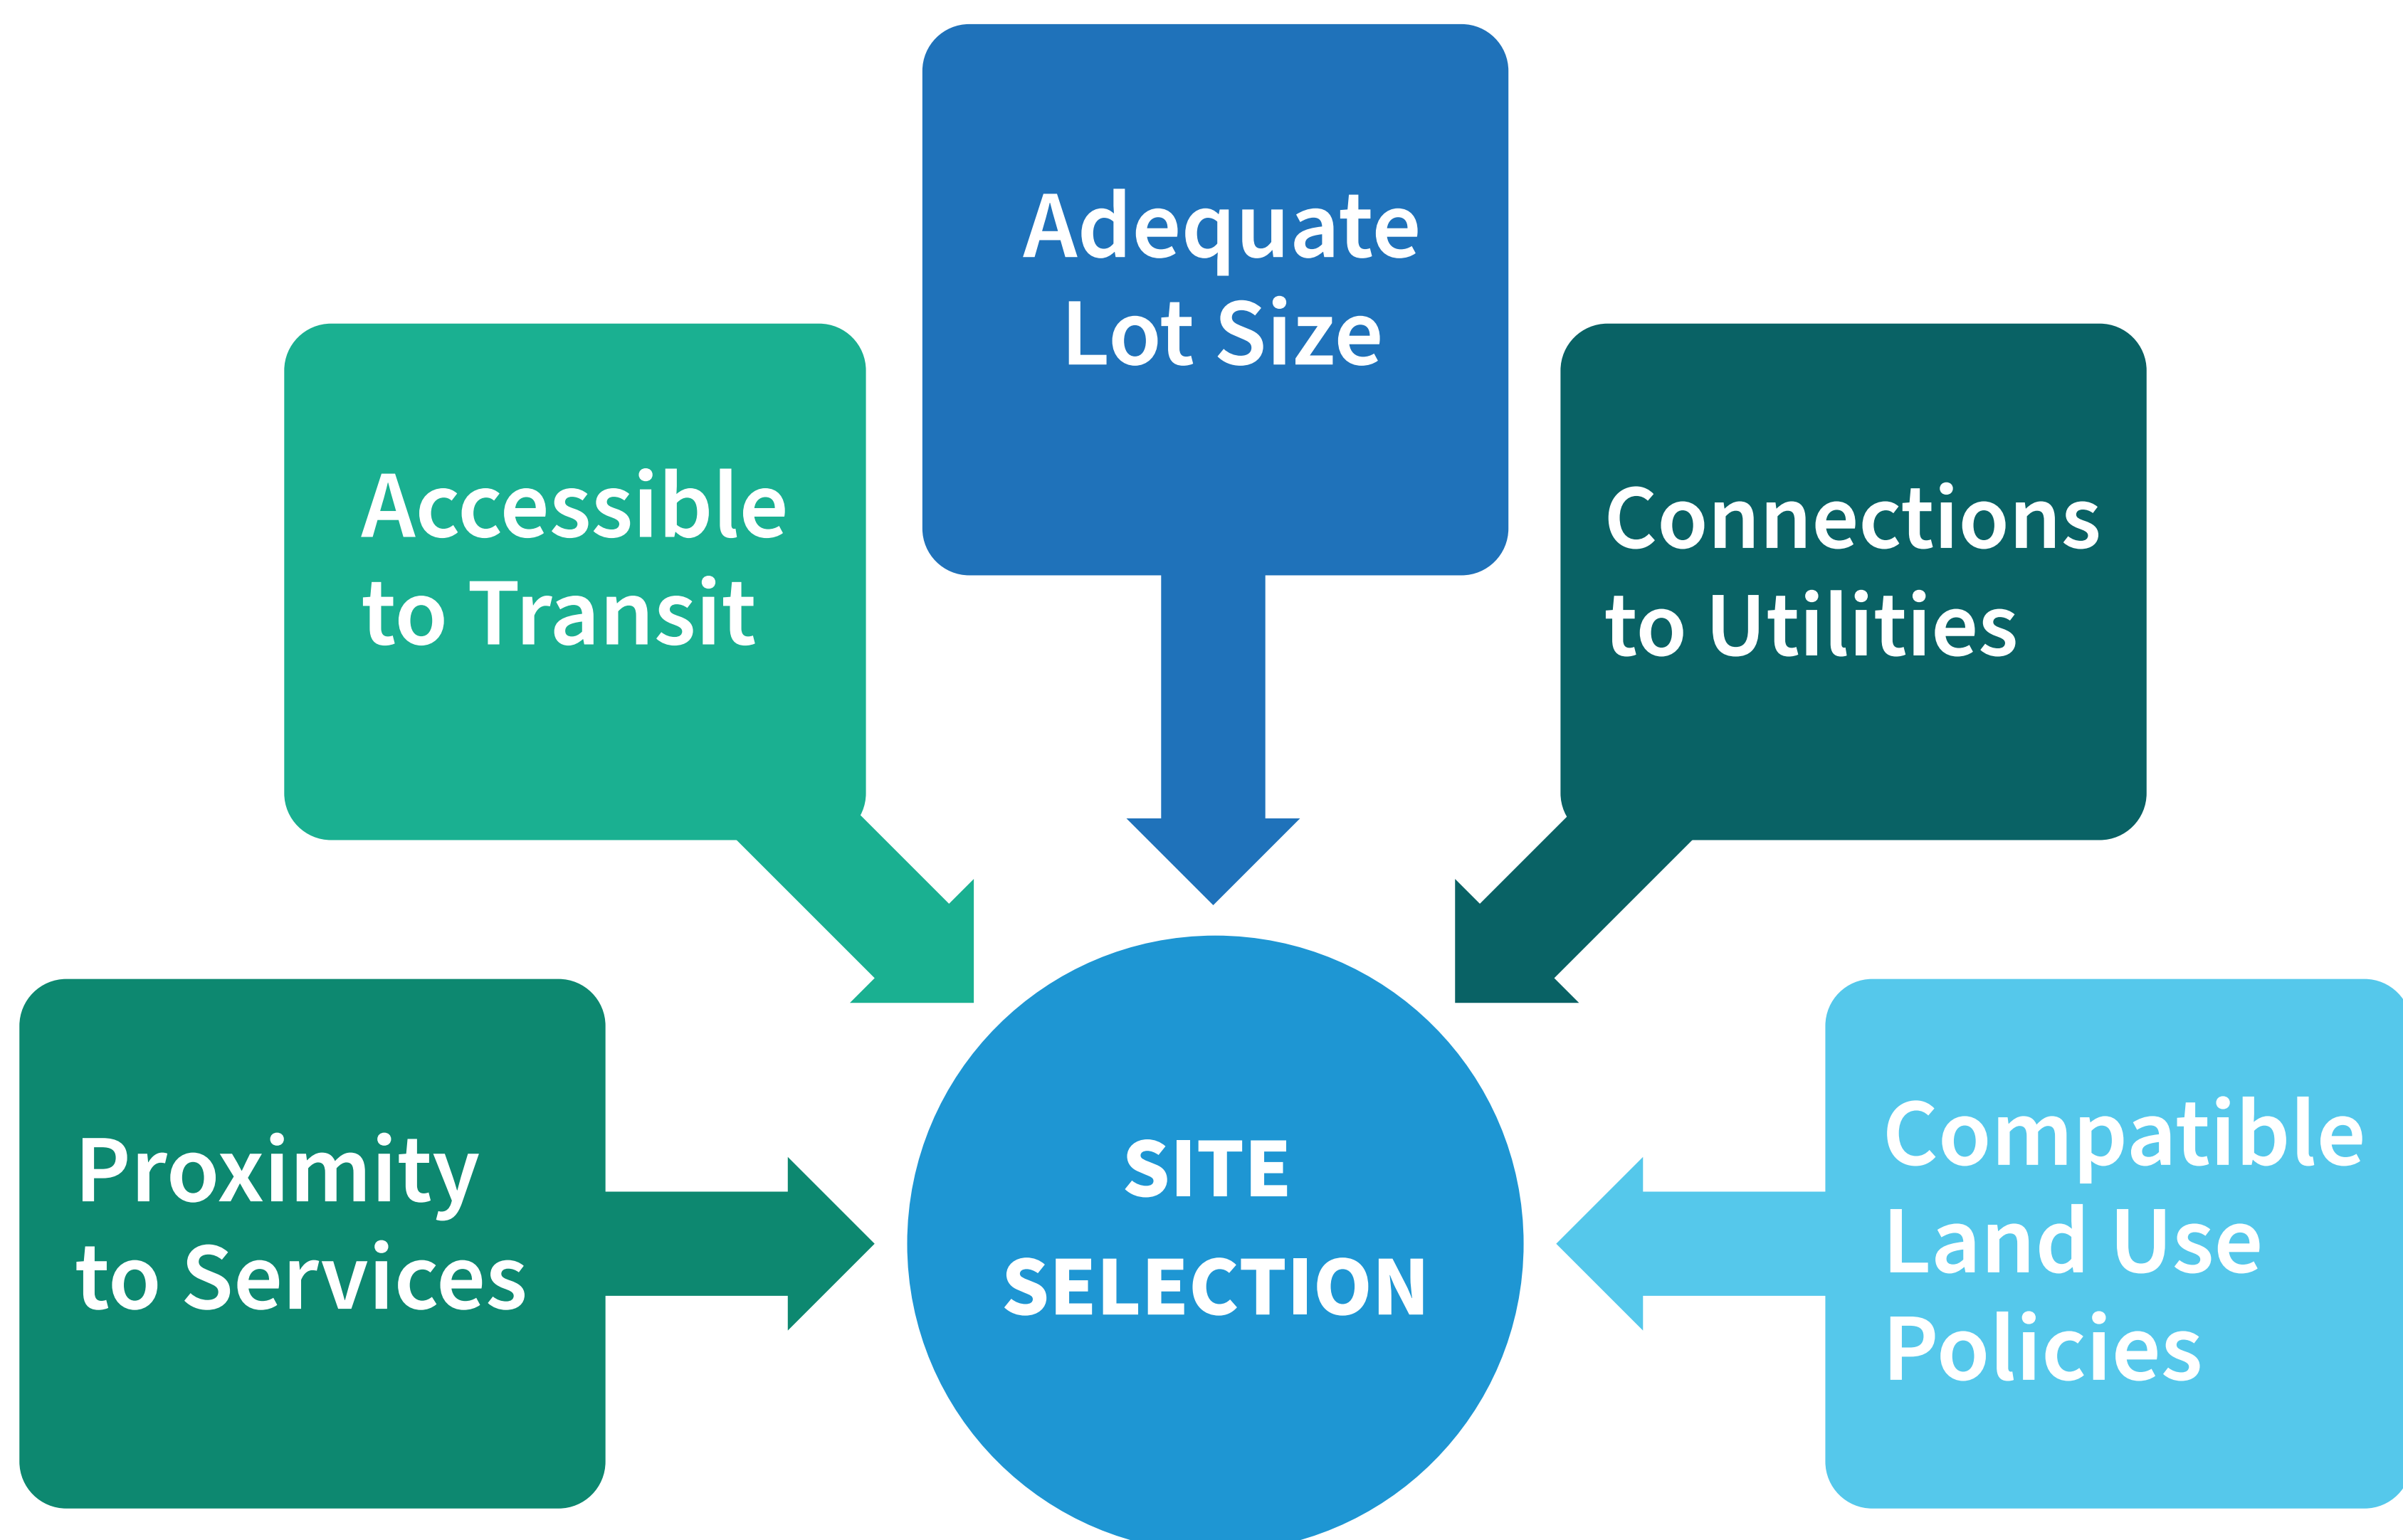 Adequate
Lot Size
Accessible
to Transit
Connections
to Utilities
Proximity
to Services
SITE
SELECTION
Compatible
Land Use
Policies